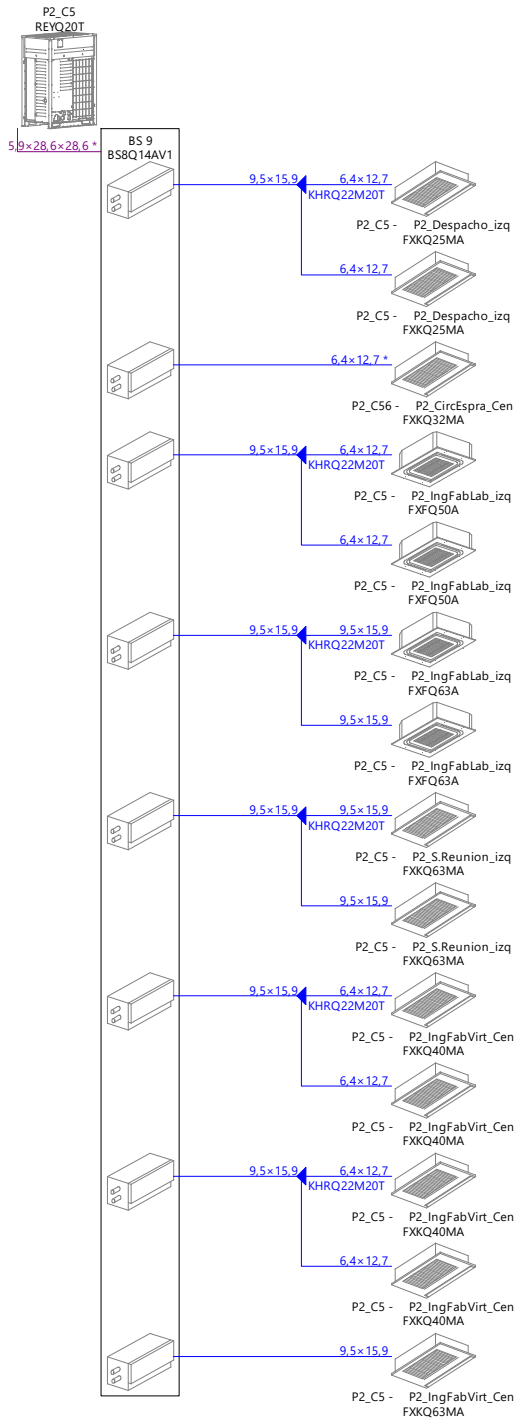 P2_C5
REYQ20T
5,9×28,6×28,6 *
BS 9
BS8Q14AV1
9,5×15,9
6,4×12,7
KHRQ22M20T
P2_C5 - P2_Despacho_izq
FXKQ25MA
6,4×12,7
P2_C5 - P2_Despacho_izq
FXKQ25MA
6,4×12,7 *
P2_C56 - P2_CircEspra_Cen
FXKQ32MA
9,5×15,9
6,4×12,7
KHRQ22M20T
P2_C5 - P2_IngFabLab_izq
FXFQ50A
6,4×12,7
P2_C5 - P2_IngFabLab_izq
FXFQ50A
9,5×15,9
9,5×15,9
KHRQ22M20T
P2_C5 - P2_IngFabLab_izq
FXFQ63A
9,5×15,9
P2_C5 - P2_IngFabLab_izq
FXFQ63A
9,5×15,9
9,5×15,9
KHRQ22M20T
P2_C5 - P2_S.Reunion_izq
FXKQ63MA
9,5×15,9
P2_C5 - P2_S.Reunion_izq
FXKQ63MA
9,5×15,9
6,4×12,7
KHRQ22M20T
P2_C5 - P2_IngFabVirt_Cen
FXKQ40MA
6,4×12,7
P2_C5 - P2_IngFabVirt_Cen
FXKQ40MA
9,5×15,9
6,4×12,7
KHRQ22M20T
P2_C5 - P2_IngFabVirt_Cen
FXKQ40MA
6,4×12,7
P2_C5 - P2_IngFabVirt_Cen
FXKQ40MA
9,5×15,9
P2_C5 - P2_IngFabVirt_Cen
FXKQ63MA